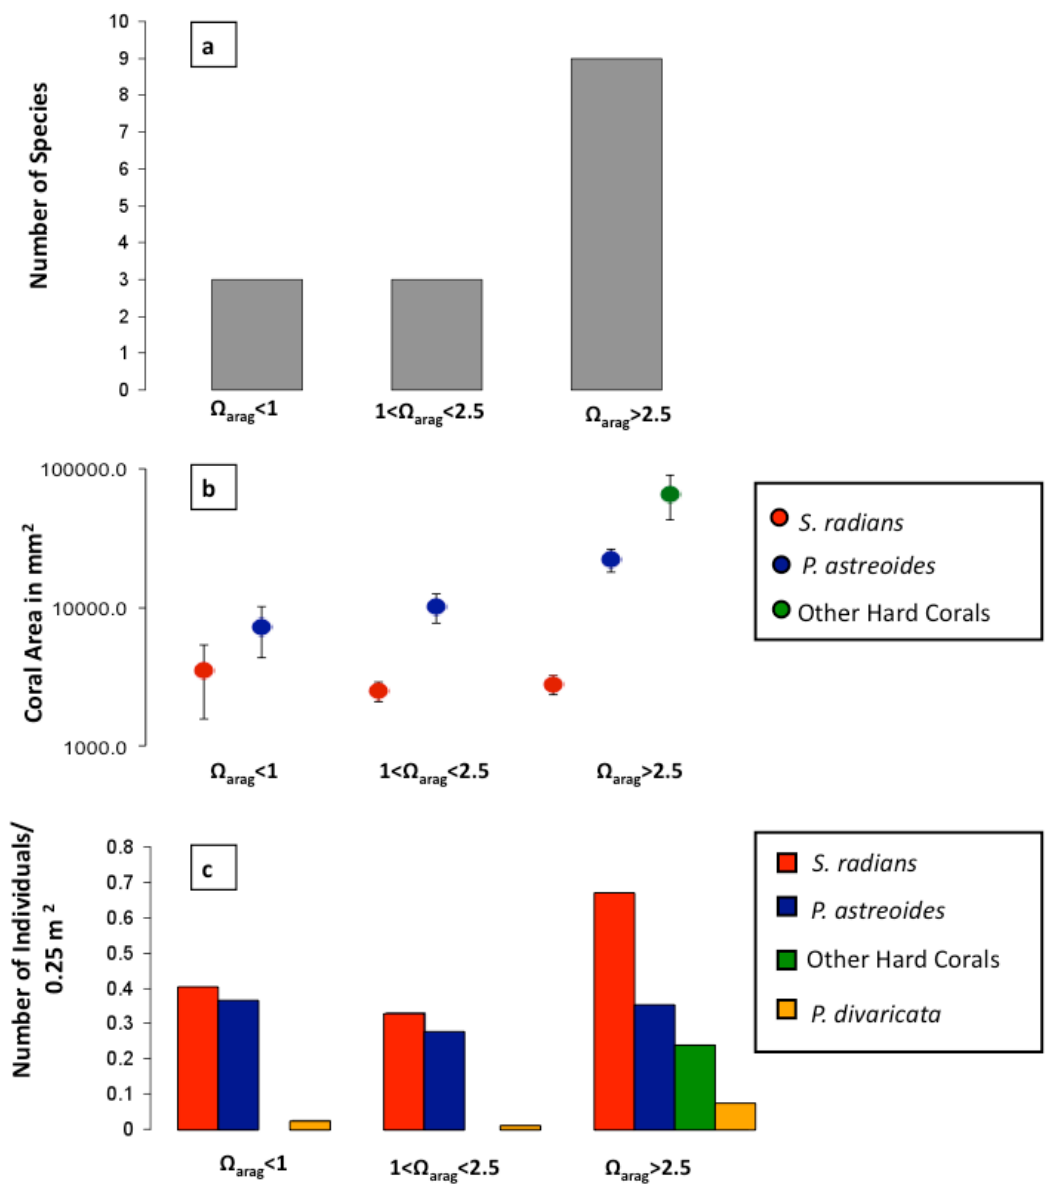 a
Number of Species
10
9
8
7
6
5
4
3
2
1
0
Ωarag<1
1<Ωarag<2.5
Ωarag>2.5
b
Coral Area in mm2
100000.0
10000.0
1000.0
Ωarag<1
1<Ωarag<2.5
Ωarag>2.5
S. radians
P. astreoides
Other Hard Corals
c
Number of Individuals/
0.25 m 2
0.8
0.7
0.6
0.5
0.4
0.3
0.2
0.1
0
Ωarag<1
1<Ωarag<2.5
Ωarag>2.5
S. radians
P. astreoides
Other Hard Corals
P. divaricata